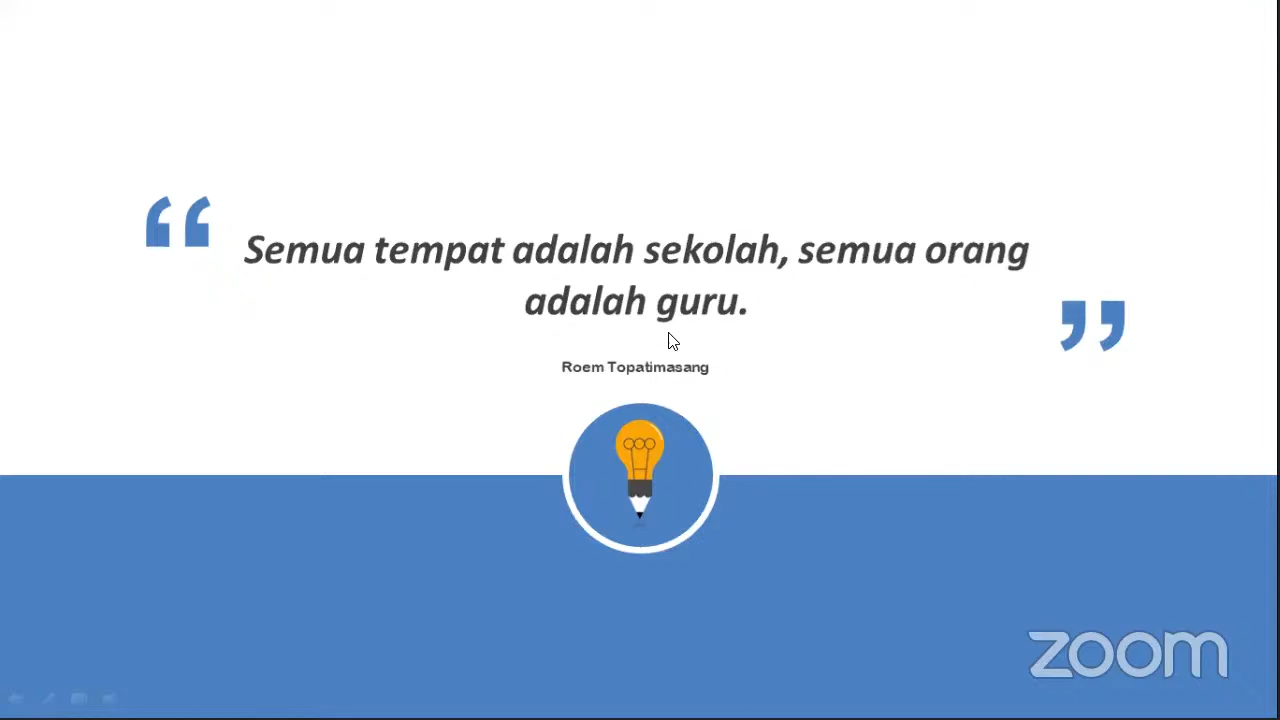 “ Semua tempat adalah sekolah, semua orang
adalah guru. ”
Roem Topatimasang
zoom